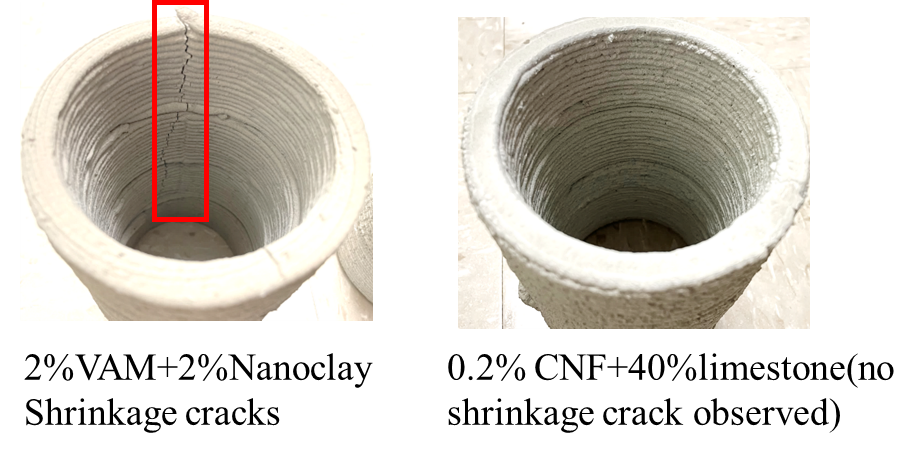 2%VAM+2%Nanoclay
Shrinkage cracks
0.2% CNF+40%limestone(no
shrinkage crack observed)